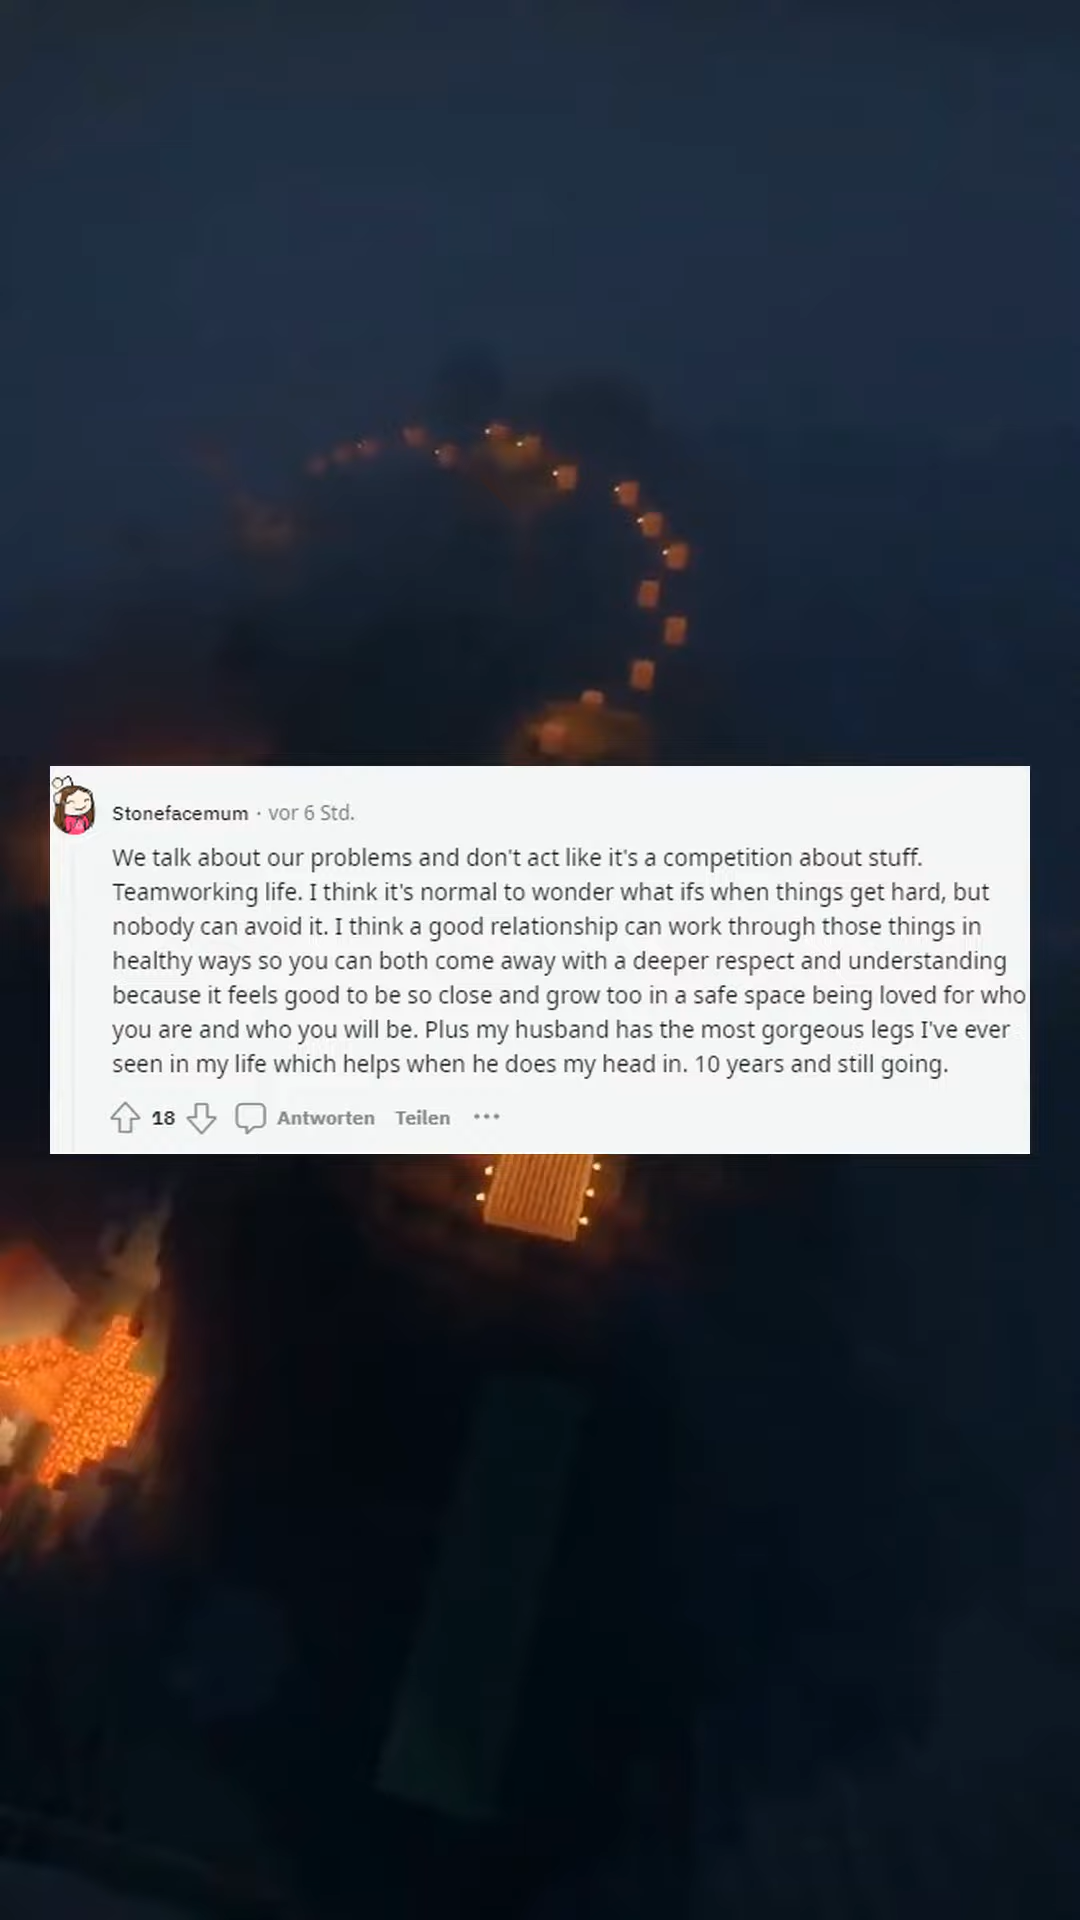 Stonefacemum · vor 6 Std.
We talk about our problems and don't act like it's a competition about stuff.
Teamworking life. I think it's normal to wonder what ifs when things get hard, but
nobody can avoid it. I think a good relationship can work through those things in
healthy ways so you can both come away with a deeper respect and understanding
because it feels good to be so close and grow too in a safe space being loved for who
you are and who you will be. Plus my husband has the most gorgeous legs I've ever
seen in my life which helps when he does my head in. 10 years and still going.
18 Antworten Teilen ···